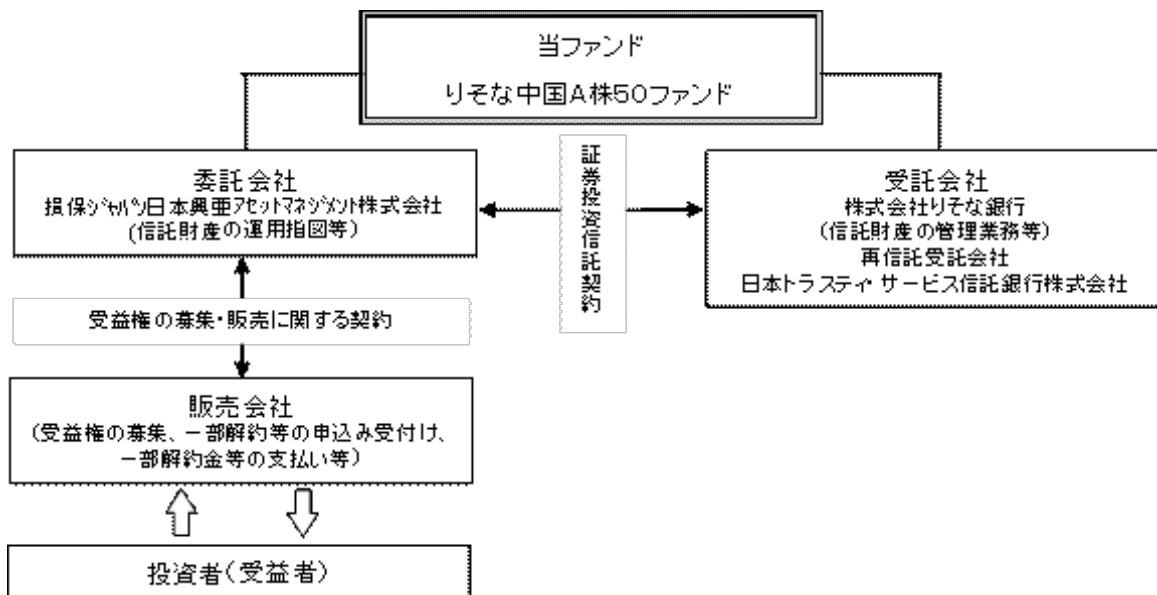 当ファンド
りそな中国A株50ファンド
委託会社
損保ジャパン日本興亜アセットマネジメント株式会社
(信託財産の運用指図等)
証券投資信託契約
受託会社
株式会社りそな銀行
(信託財産の管理業務等)
再信託受託会社
日本トラスティ・サービス信託銀行株式会社
受益権の募集・販売に関する契約
販売会社
(受益権の募集、一部解約等の申込み受付け、
一部解約金等の支払い等)
投資者(受益者)